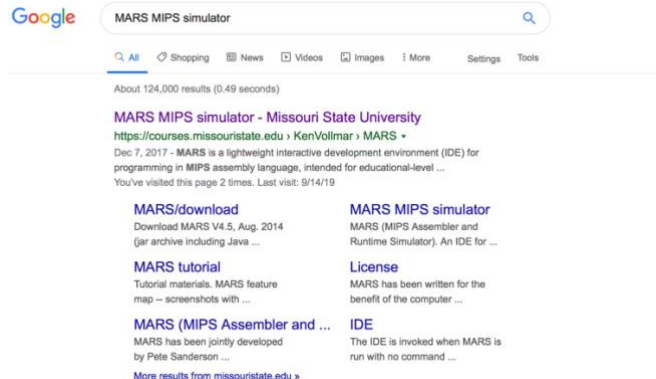 Google
MARS MIPS simulator
All Shopping News Videos Images More Settings Tools
About 124,000 results (0.49 seconds)
MARS MIPS simulator - Missouri State University
https://courses.missouristate.edu › KenVollmar › MARS
Dec 7, 2017 - MARS is a lightweight interactive development environment (IDE) for
programming in MIPS assembly language, intended for educational-level ...
You've visited this page 2 times. Last visit: 9/14/19
MARS/download
Download MARS V4.5, Aug. 2014
(jar archive including Java ...
MARS MIPS simulator
MARS (MIPS Assembler and
Runtime Simulator). An IDE for ...
MARS tutorial
Tutorial materials. MARS feature
map -- screenshots with ...
License
MARS has been written for the
benefit of the computer ...
MARS (MIPS Assembler and ...
MARS has been jointly developed
by Pete Sanderson ...
IDE
The IDE is invoked when MARS is
run with no command ...
More results from missouristate.edu »